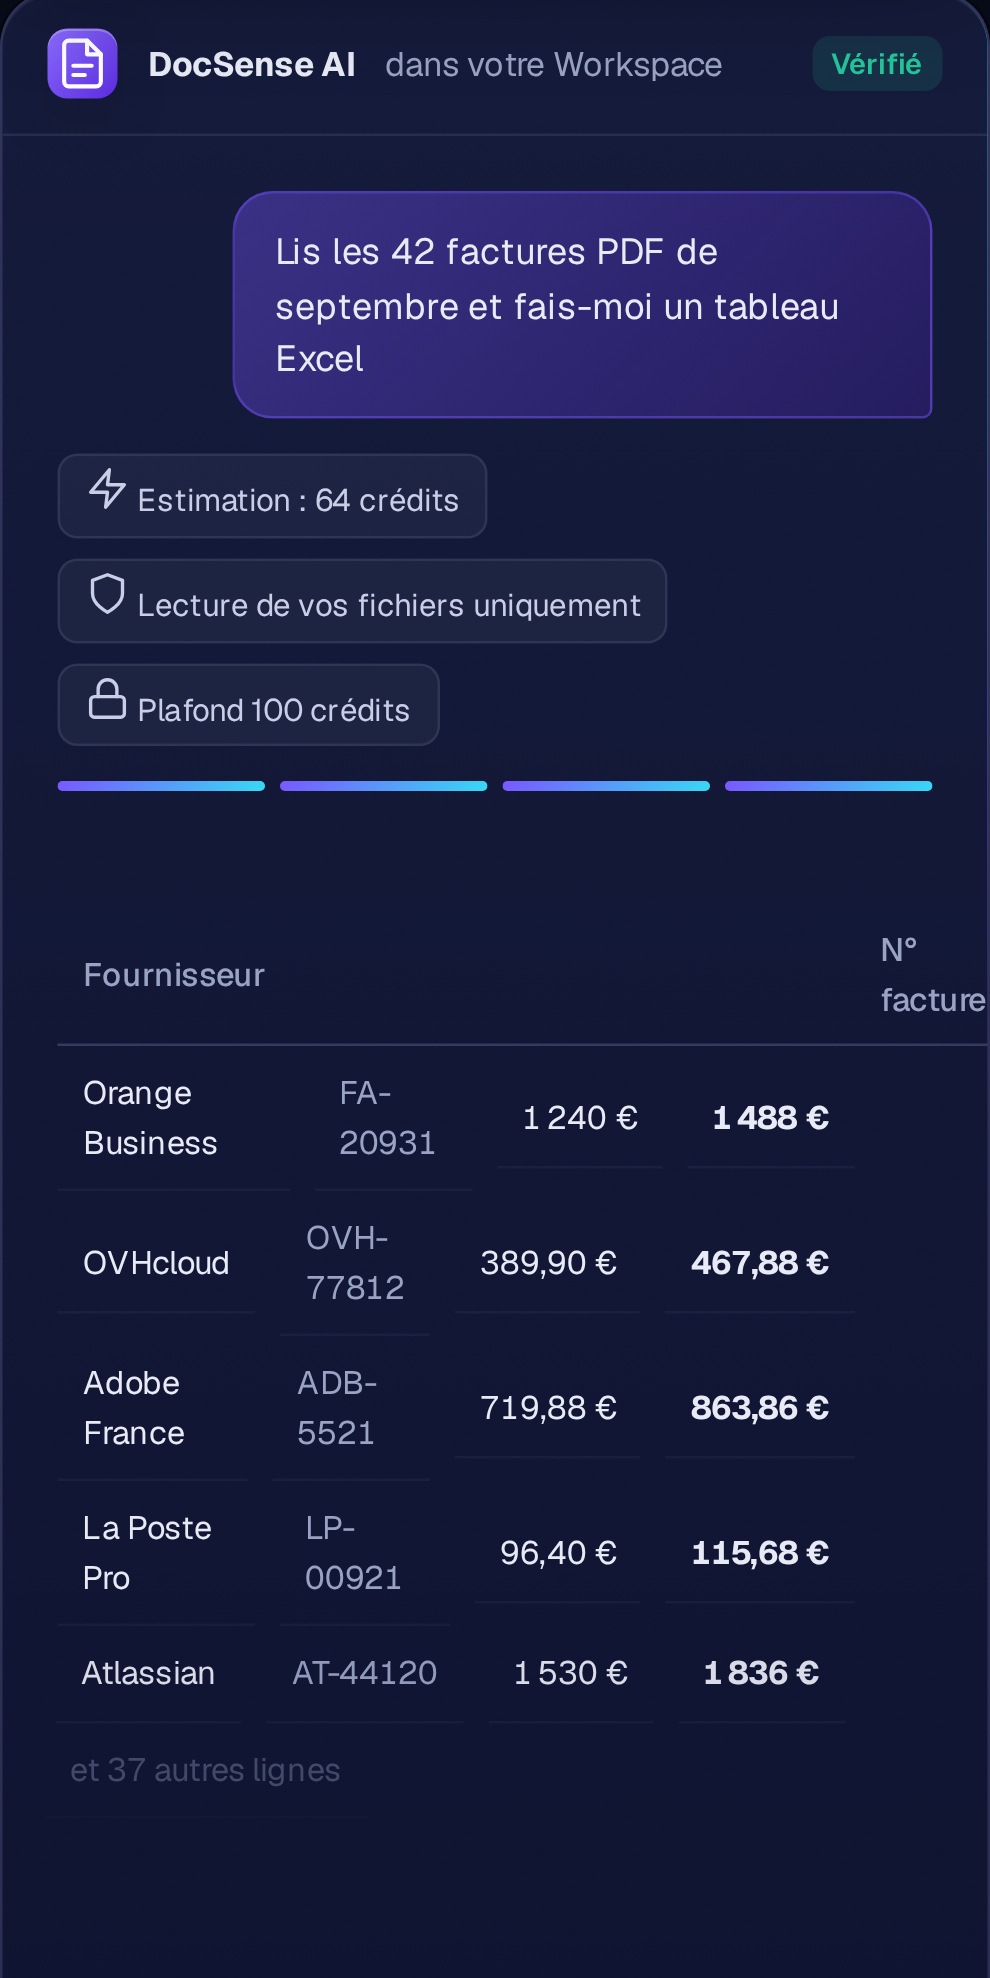 DocSense AI dans votre Workspace Vérifié
Lis les 42 factures PDF de
septembre et fais-moi un tableau
Excel
Estimation : 64 crédits
Lecture de vos fichiers uniquement
Plafond 100 crédits
Fournisseur
N°
facture
Orange
Business
FA-
20931
1 240 €
1 488 €
OVHcloud
OVH-
77812
389,90 €
467,88 €
Adobe
France
ADB-
5521
719,88 €
863,86 €
La Poste
Pro
LP-
00921
96,40 €
115,68 €
Atlassian
AT-44120
1 530 €
1 836 €
et 37 autres lignes